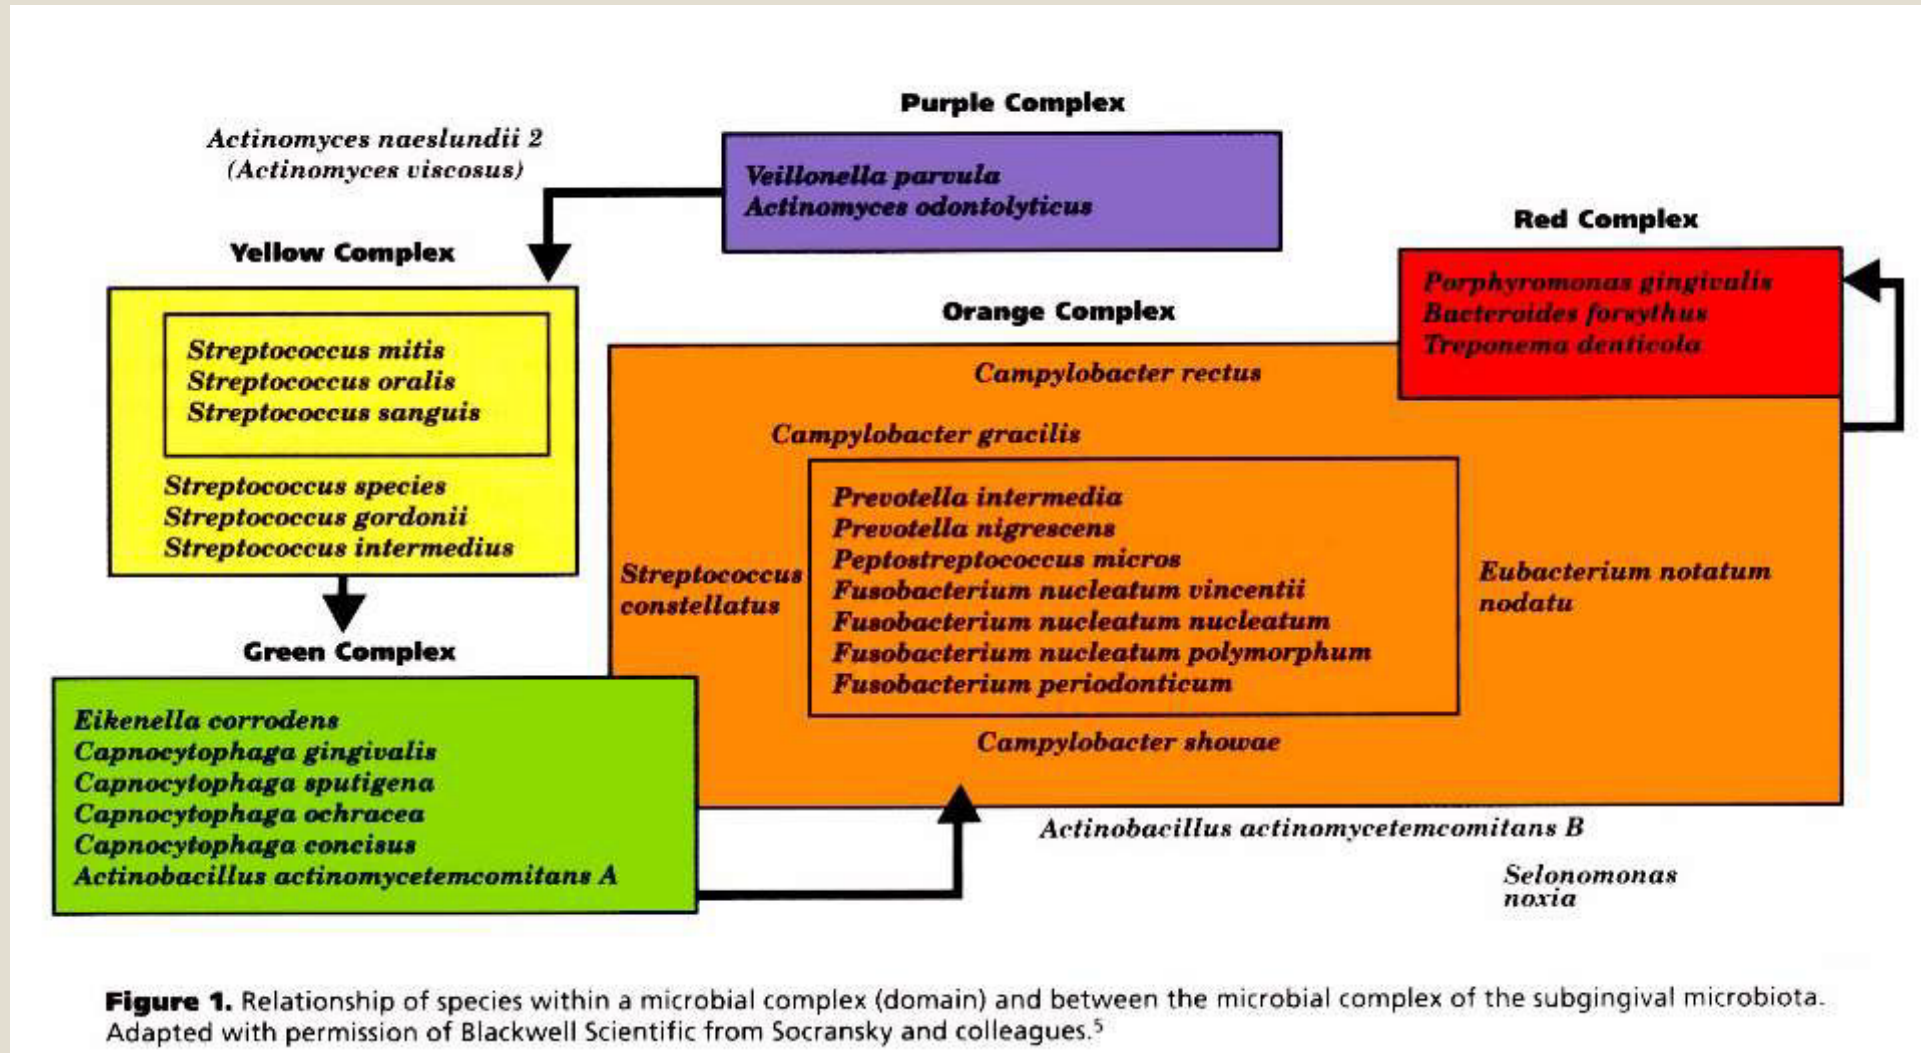 Purple Complex
Actinomyces naeslundii 2
(Actinomyces viscosus)
Veillonella parvula
Actinomyces odontolyticus
Red Complex
Yellow Complex
Porphyromonas gingivalis
Bacteroides forsythus
Treponema denticola
Orange Complex
Streptococcus mitis
Streptococcus oralis
Streptococcus sanguis
Streptococcus species
Streptococcus gordonii
Streptococcus intermedius
Campylobacter rectus
Campylobacter gracilis
Prevotella intermedia
Prevotella nigrescens
Peptostreptococcus micros
Fusobacterium nucleatum vincentii
Fusobacterium nucleatum nucleatum
Fusobacterium nucleatum polymorphum
Fusobacterium periodonticum
Streptococcus
constellatus
Eubacterium notatum
nodatu
Campylobacter showae
Green Complex
Eikenella corrodens
Capnocytophaga gingivalis
Capnocytophaga sputigena
Capnocytophaga ochracea
Capnocytophaga concisus
Actinobacillus actinomycetemcomitans A
Actinobacillus actinomycetemcomitans B
Selonomonas
noxia
Figure 1. Relationship of species within a microbial complex (domain) and between the microbial complex of the subgingival microbiota.
Adapted with permission of Blackwell Scientific from Socransky and colleagues.⁵